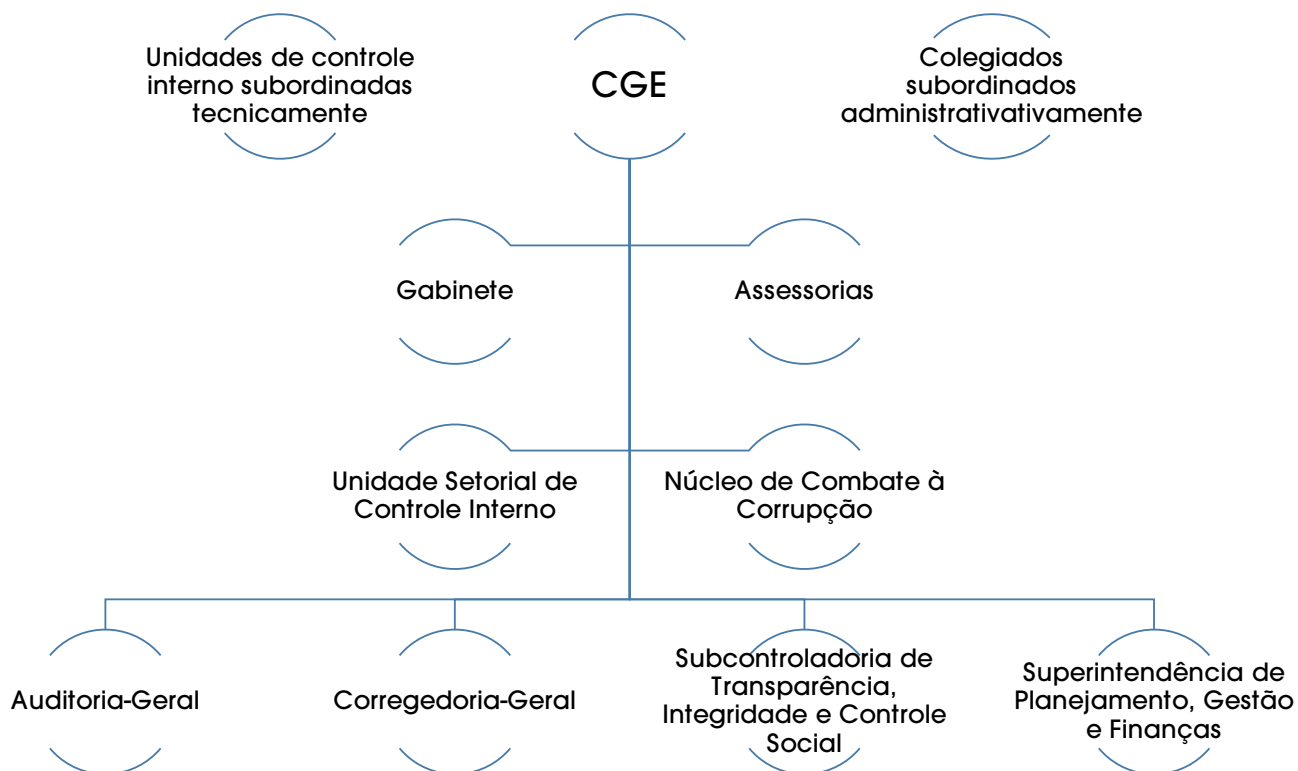 Unidades de controle
interno subordinadas
tecnicamente
CGE
Colegiados
subordinados
administrativativamente
Gabinete
Assessorias
Unidade Setorial de
Controle Interno
Núcleo de Combate à
Corrupção
Auditoria-Geral
Corregedoria-Geral
Subcontroladoria de
Transparência,
Integridade e Controle
Social
Superintendência de
Planejamento, Gestão
e Finanças